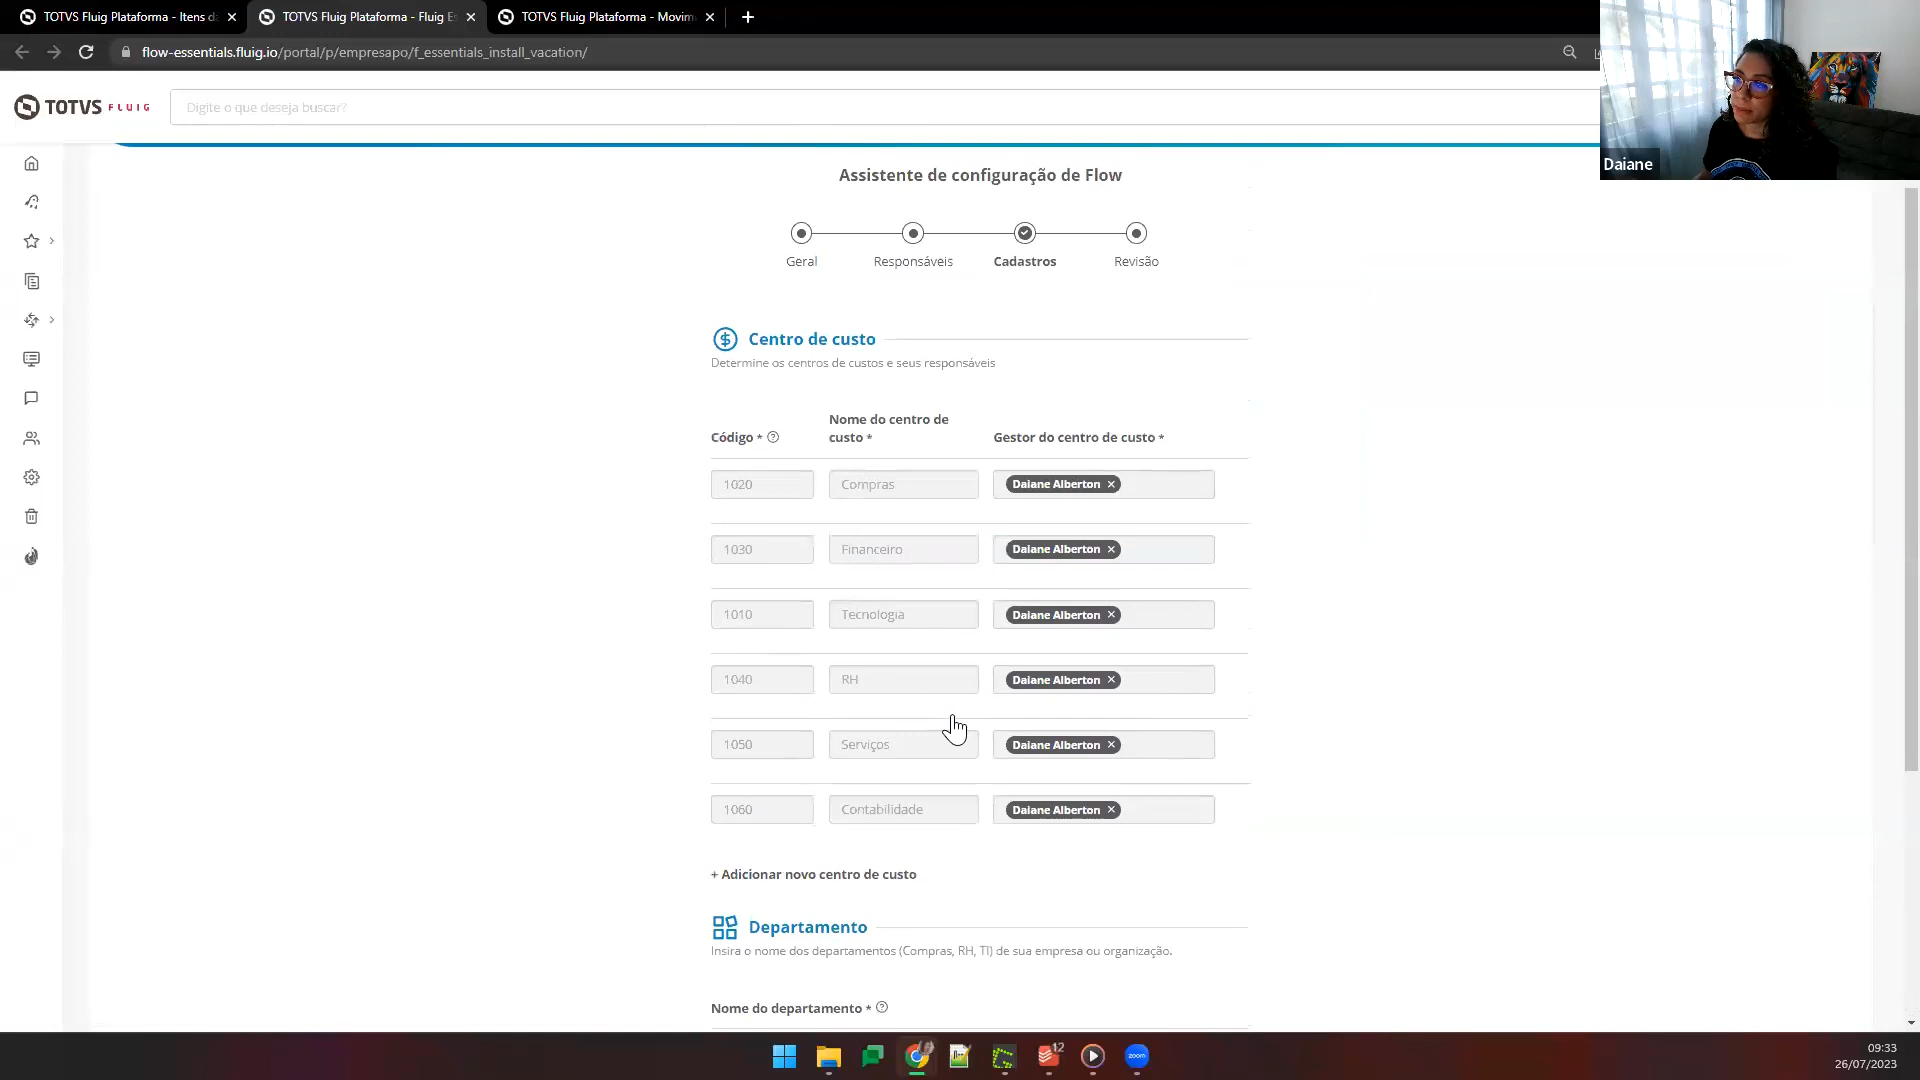 TOTVS Fluig Plataforma - Itens da
TOTVS Fluig Plataforma - Fluig Es
TOTVS Fluig Plataforma - Movim
flow-essentials.fluig.io/portal/p/empresapo/f_essentials_install_vacation/
TOTVS FLUIG
Digite o que deseja buscar?
Daiane
Assistente de configuração de Flow
Geral
Responsáveis
Cadastros
Revisão
Centro de custo
Determine os centros de custos e seus responsáveis
Código *
Nome do centro de
custo *
Gestor do centro de custo *
1020
Compras
Daiane Alberton
1030
Financeiro
Daiane Alberton
1010
Tecnologia
Daiane Alberton
1040
RH
Daiane Alberton
1050
Serviços
Daiane Alberton
1060
Contabilidade
Daiane Alberton
+ Adicionar novo centro de custo
Departamento
Insira o nome dos departamentos (Compras, RH, TI) de sua empresa ou organização.
Nome do departamento *
12
zoom
09:33
26/07/2023